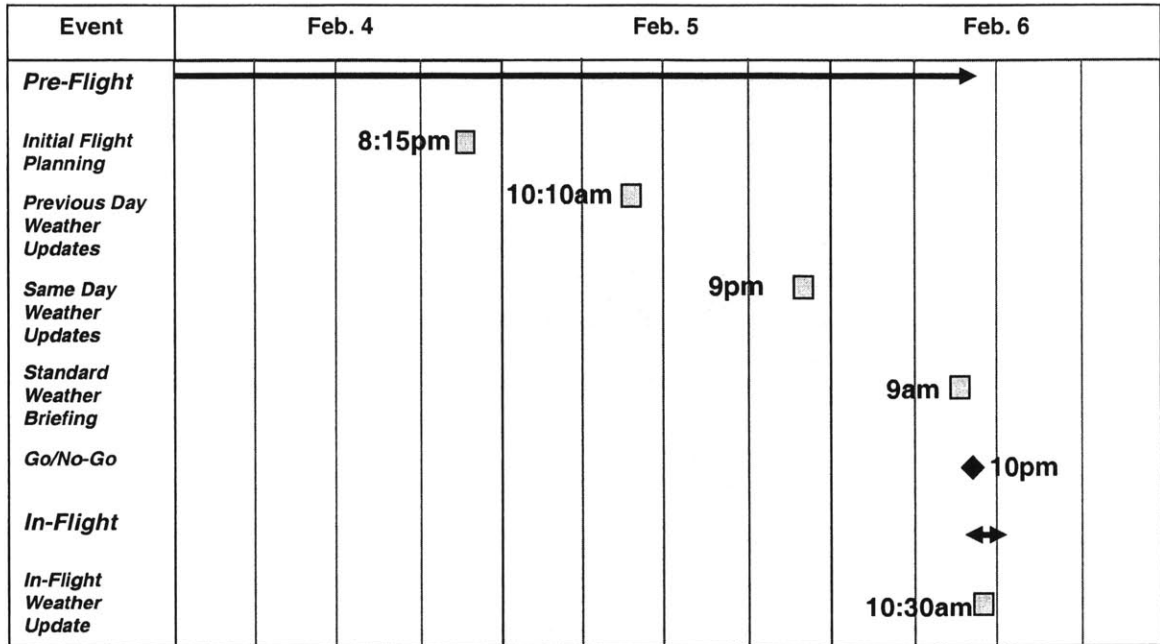 Event Feb. 4 Feb. 5 Feb. 6
Pre-Flight
Initial Flight
Planning
8:15pm
Previous Day
Weather
Updates
10:10am
Same Day
Weather
Updates
9pm
Standard
Weather
Briefing
9am
Go/No-Go
10pm
In-Flight
In-Flight
Weather
Update
10:30am